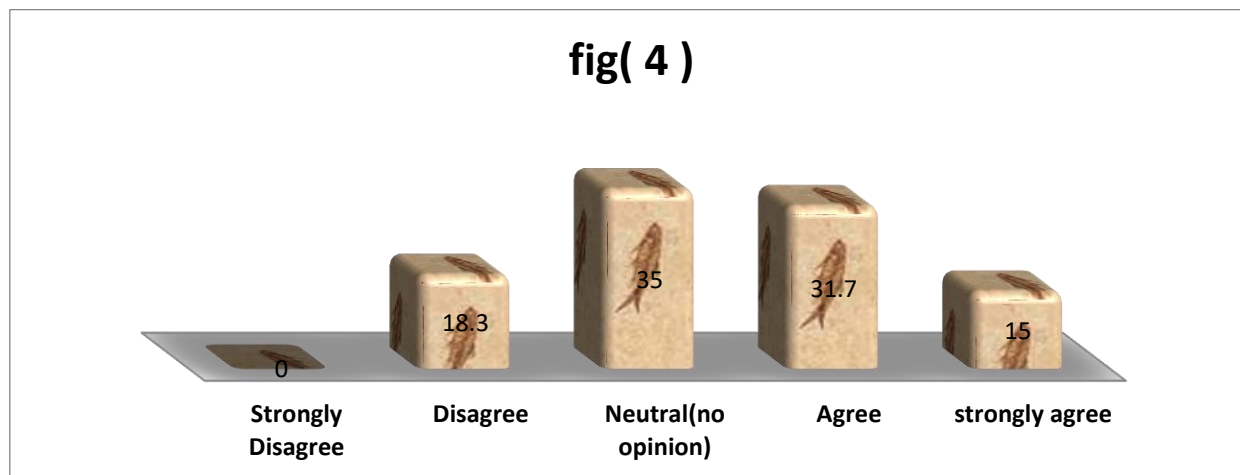 fig( 4 )
0
18.3
35
31.7
15
Strongly
Disagree
Disagree
Neutral(no
opinion)
Agree
strongly agree